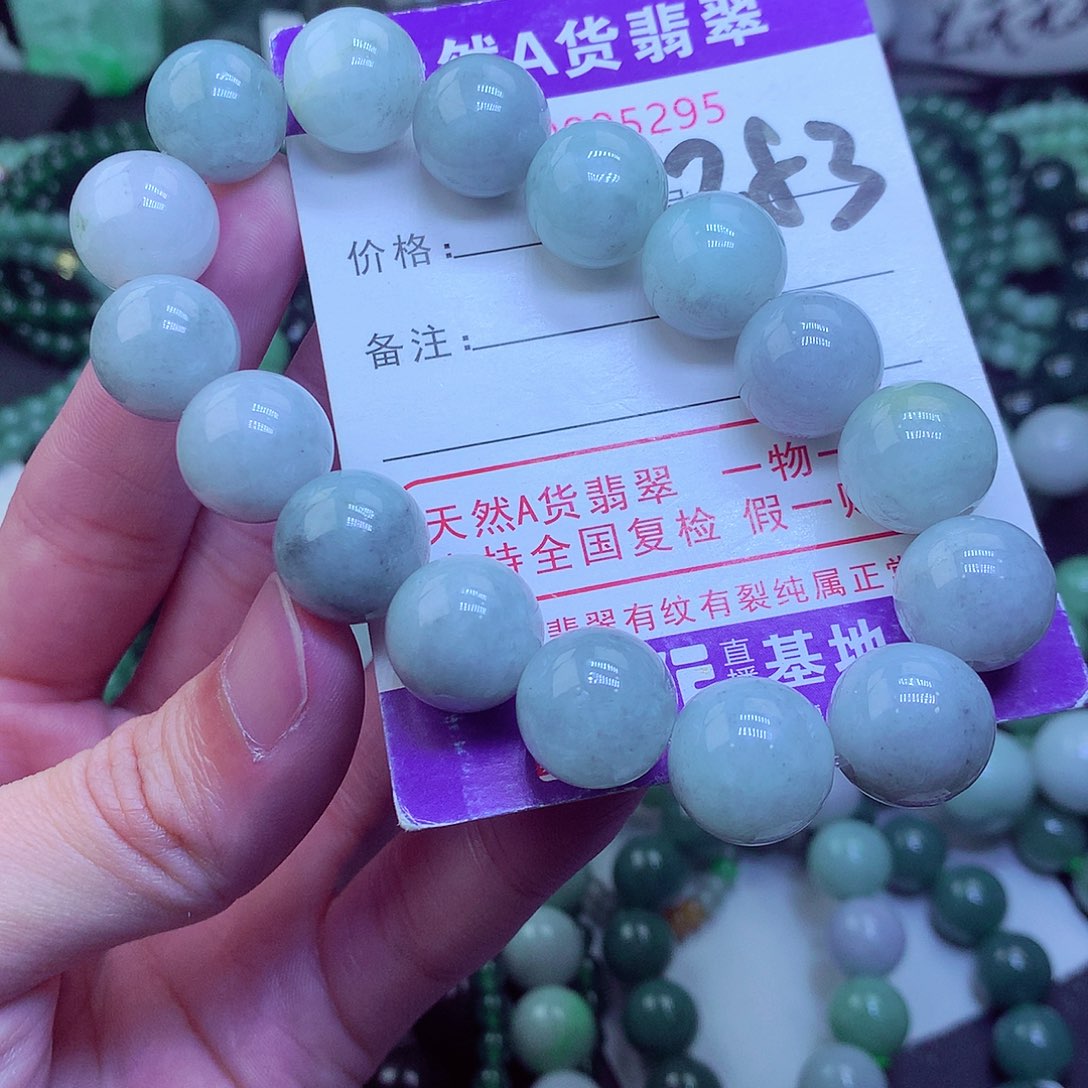 然A货翡翠
5295
283
价格:
备注:
天然A货翡翠 一物一
持全国复检 假一
翡翠有纹有裂纯属正常
直播 基地